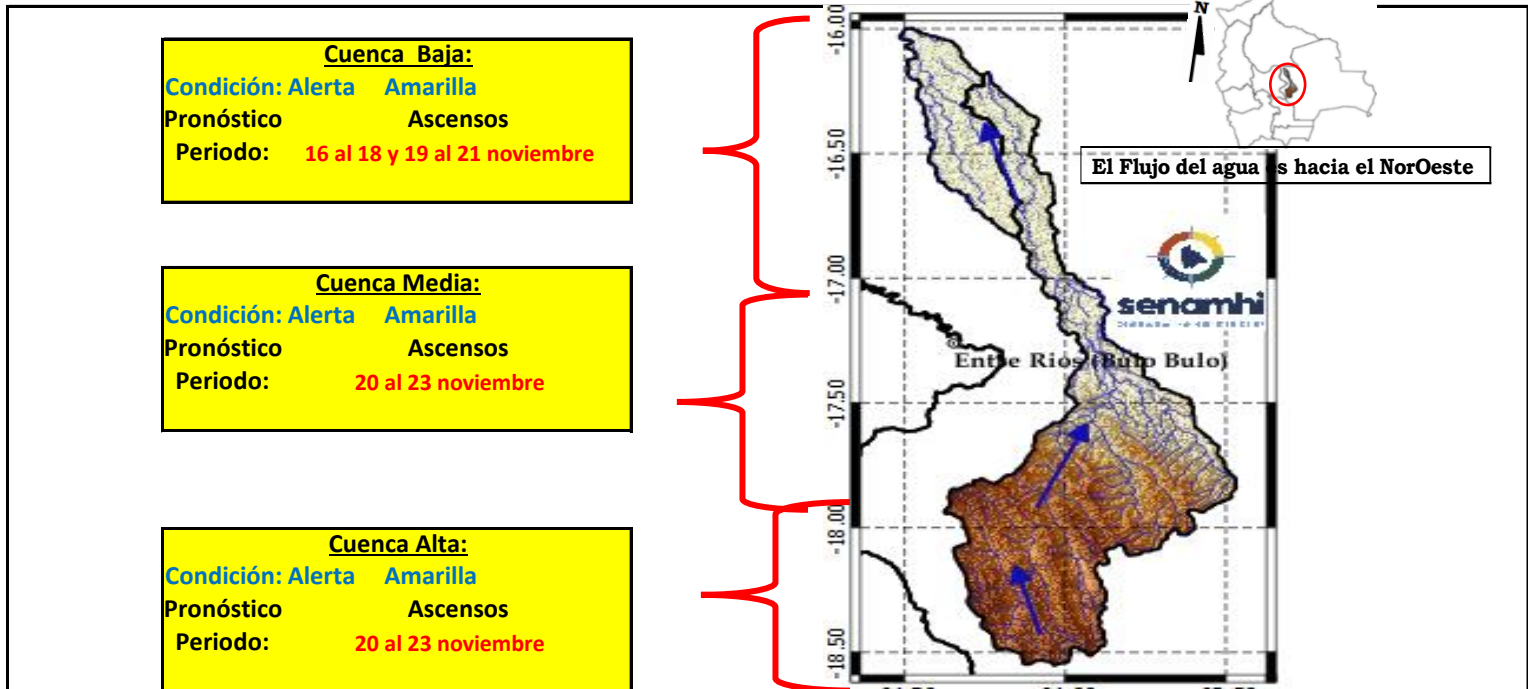 Cuenca Baja:
Condición: Alerta Amarilla
Pronóstico Ascensos
Periodo: 16 al 18 y 19 al 21 noviembre
Cuenca Media:
Condición: Alerta Amarilla
Pronóstico Ascensos
Periodo: 20 al 23 noviembre
Cuenca Alta:
Condición: Alerta Amarilla
Pronóstico Ascensos
Periodo: 20 al 23 noviembre
-16.00
-16.50
-17.00
-17.50
-18.00
-18.50
N
El Flujo del agua es hacia el NorOeste
senamhi
Entre Rios (Bulo Bulo)